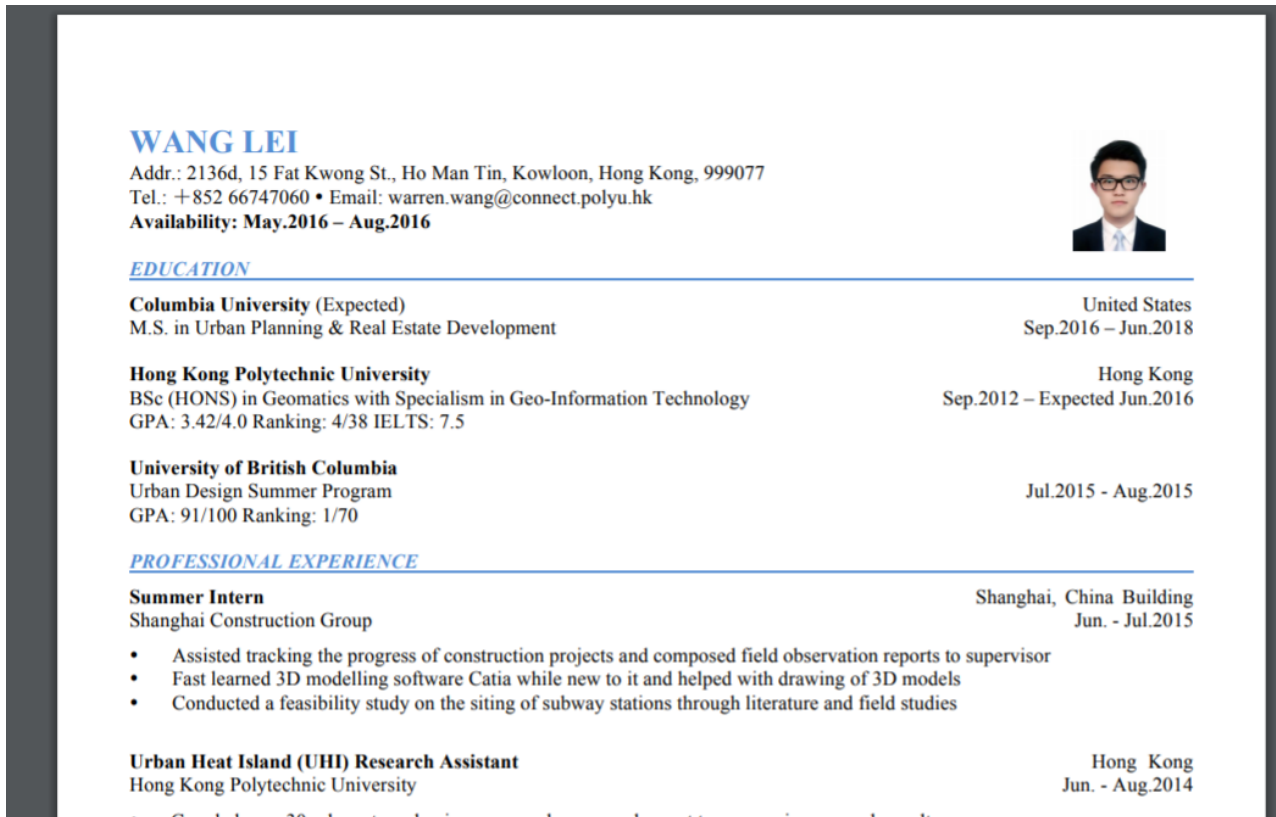 WANG LEI
Addr.: 2136d, 15 Fat Kwong St., Ho Man Tin, Kowloon, Hong Kong, 999077
Tel.: +852 66747060 • Email: warren.wang@connect.polyu.hk
Availability: May.2016 – Aug.2016
EDUCATION
Columbia University (Expected) United States
M.S. in Urban Planning & Real Estate Development Sep.2016 – Jun.2018
Hong Kong Polytechnic University Hong Kong
BSc (HONS) in Geomatics with Specialism in Geo-Information Technology Sep.2012 – Expected Jun.2016
GPA: 3.42/4.0 Ranking: 4/38 IELTS: 7.5
University of British Columbia
Urban Design Summer Program Jul.2015 - Aug.2015
GPA: 91/100 Ranking: 1/70
PROFESSIONAL EXPERIENCE
Summer Intern Shanghai, China Building
Shanghai Construction Group Jun. - Jul.2015
• Assisted tracking the progress of construction projects and composed field observation reports to supervisor
• Fast learned 3D modelling software Catia while new to it and helped with drawing of 3D models
• Conducted a feasibility study on the siting of subway stations through literature and field studies
Urban Heat Island (UHI) Research Assistant Hong Kong
Hong Kong Polytechnic University Jun. - Aug.2014